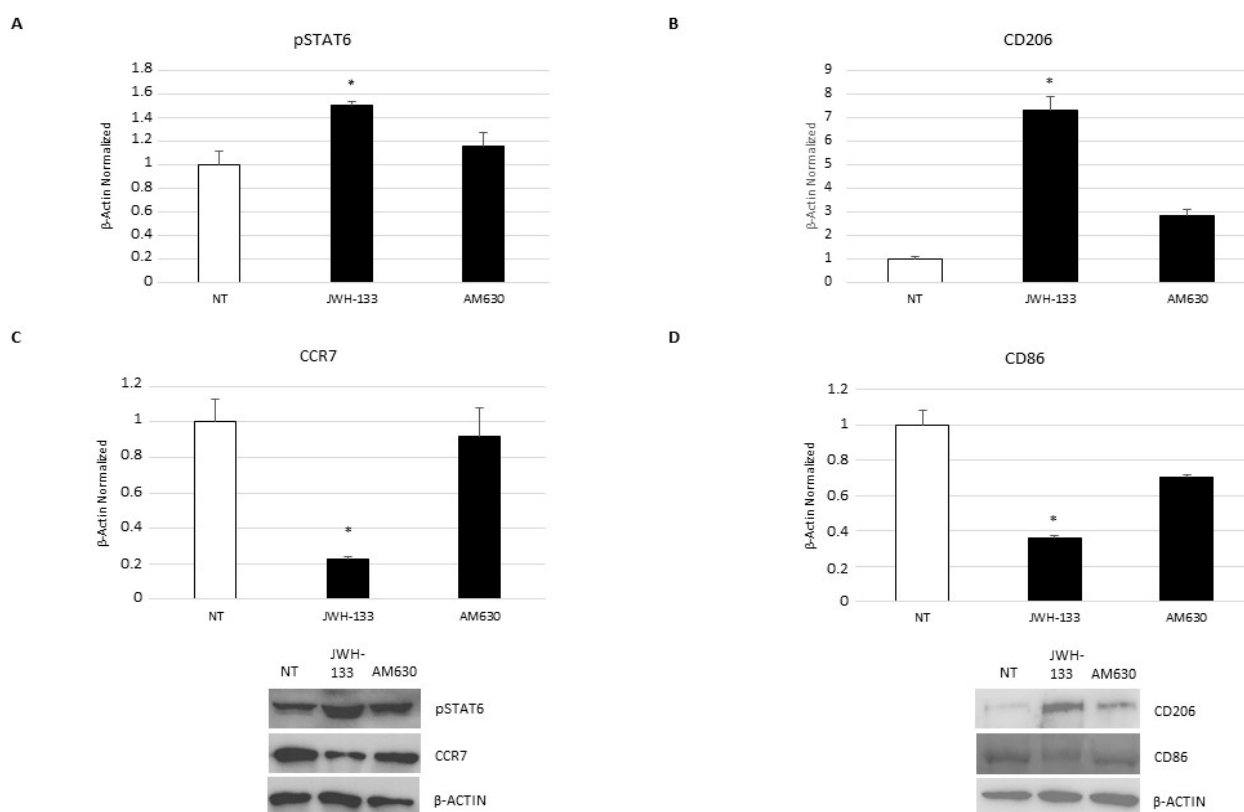 A
pSTAT6
β-Actin Normalized
1.8
1.6
1.4
1.2
1
0.8
0.6
0.4
0.2
0
*
NT JWH-133 AM630
B
CD206
β-Actin Normalized
9
8
7
6
5
4
3
2
1
0
*
NT JWH-133 AM630
C
CCR7
β-Actin Normalized
1.2
1
0.8
0.6
0.4
0.2
0
*
NT JWH-133 AM630
D
CD86
β-Actin Normalized
1.2
1
0.8
0.6
0.4
0.2
0
*
NT JWH-133 AM630
NT JWH-
133 AM630
pSTAT6
CCR7
β-ACTIN
NT JWH-
133 AM630
CD206
CD86
β-ACTIN